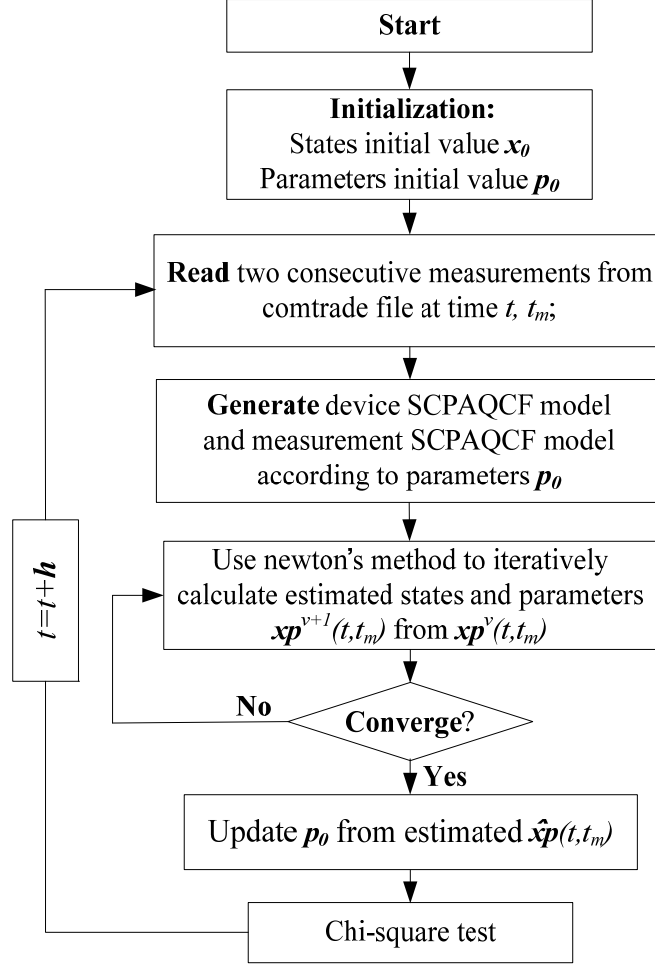 Start
Initialization:
States initial value x₀
Parameters initial value p₀
Read two consecutive measurements from
comtrade file at time t, tₘ;
Generate device SCPAQCF model
and measurement SCPAQCF model
according to parameters p₀
t=t+h
Use newton's method to iteratively
calculate estimated states and parameters
xp^{v+1}(t,tₘ) from xp^v(t,tₘ)
No
Converge?
Yes
Update p₀ from estimated x̂p(t,tₘ)
Chi-square test